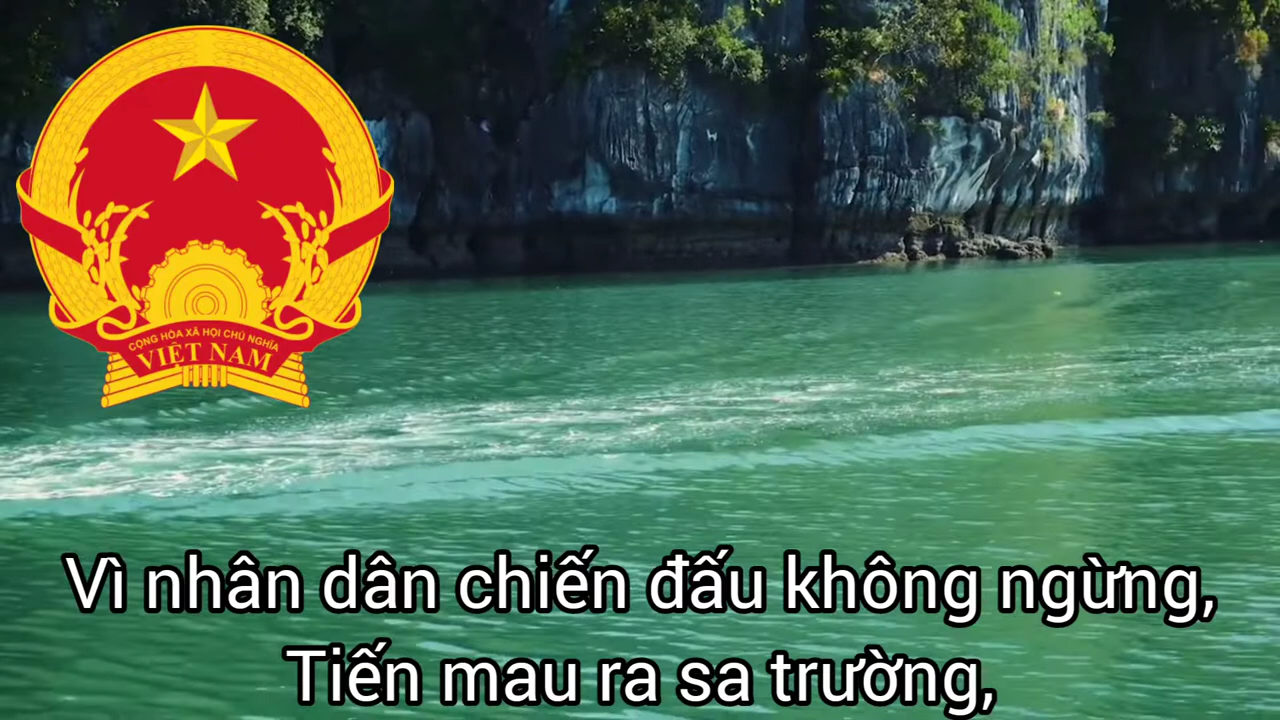 CỘNG HÒA XÃ HỘI CHỦ NGHĨA
VIỆT NAM
Vì nhân dân chiến đấu không ngừng,
Tiến mau ra sa trường,